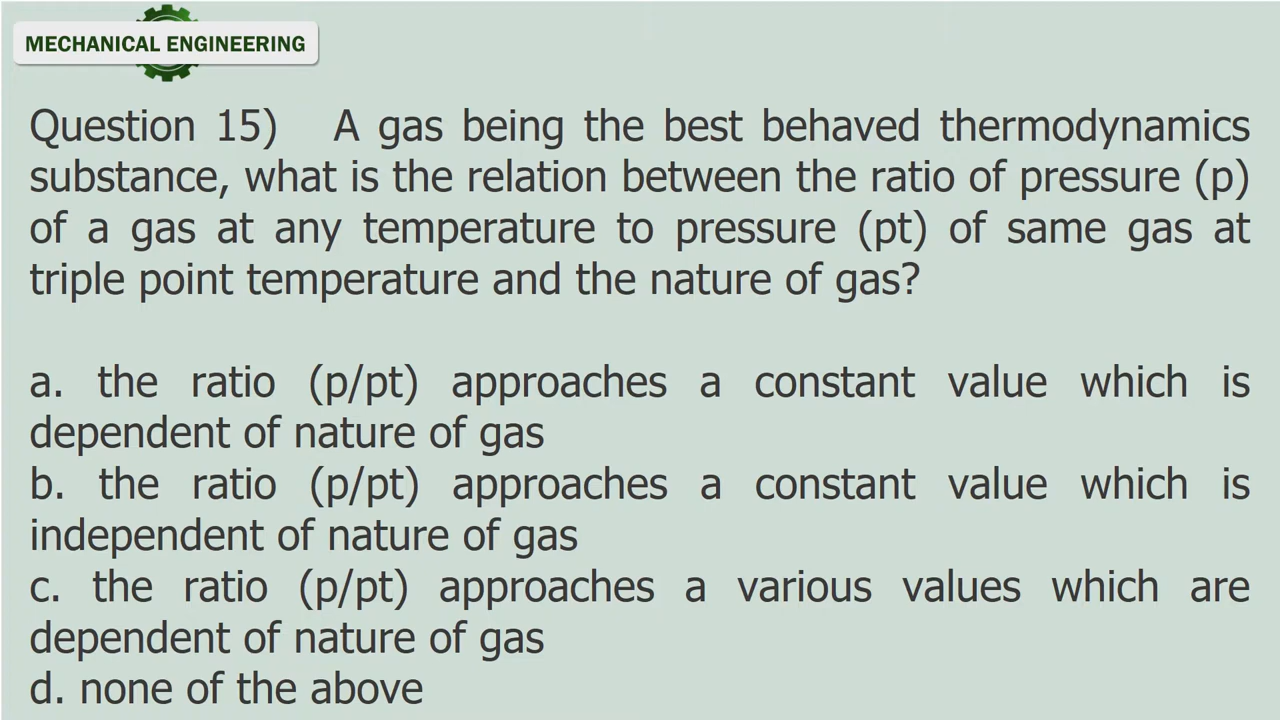 MECHANICAL ENGINEERING
Question 15) A gas being the best behaved thermodynamics
substance, what is the relation between the ratio of pressure (p)
of a gas at any temperature to pressure (pt) of same gas at
triple point temperature and the nature of gas?
a. the ratio (p/pt) approaches a constant value which is
dependent of nature of gas
b. the ratio (p/pt) approaches a constant value which is
independent of nature of gas
c. the ratio (p/pt) approaches a various values which are
dependent of nature of gas
d. none of the above